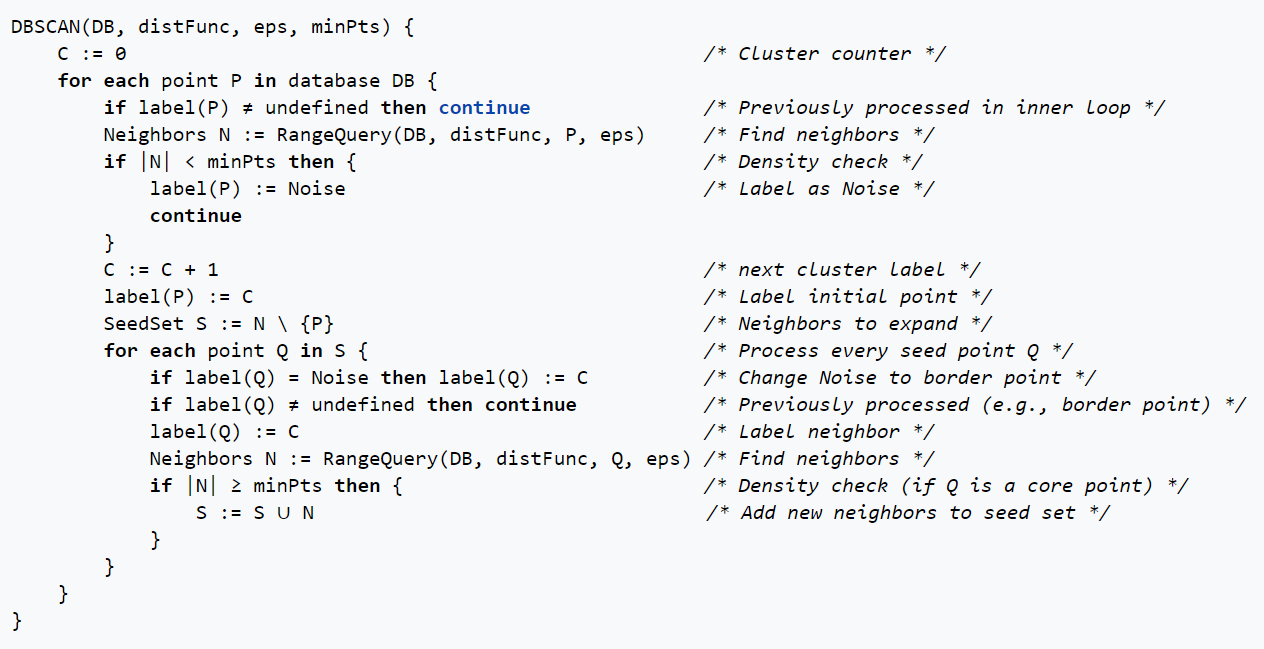 DBSCAN(DB, distFunc, eps, minPts) {
    C := 0                                                  /* Cluster counter */
    for each point P in database DB {
        if label(P) ≠ undefined then continue               /* Previously processed in inner loop */
        Neighbors N := RangeQuery(DB, distFunc, P, eps)     /* Find neighbors */
        if |N| < minPts then {                              /* Density check */
            label(P) := Noise                               /* Label as Noise */
            continue
        }
        C := C + 1                                          /* next cluster label */
        label(P) := C                                       /* Label initial point */
        SeedSet S := N \ {P}                                /* Neighbors to expand */
        for each point Q in S {                             /* Process every seed point Q */
            if label(Q) = Noise then label(Q) := C          /* Change Noise to border point */
            if label(Q) ≠ undefined then continue           /* Previously processed (e.g., border point) */
            label(Q) := C                                   /* Label neighbor */
            Neighbors N := RangeQuery(DB, distFunc, Q, eps) /* Find neighbors */
            if |N| ≥ minPts then {                          /* Density check (if Q is a core point) */
                S := S ∪ N                                  /* Add new neighbors to seed set */
            }
        }
    }
}